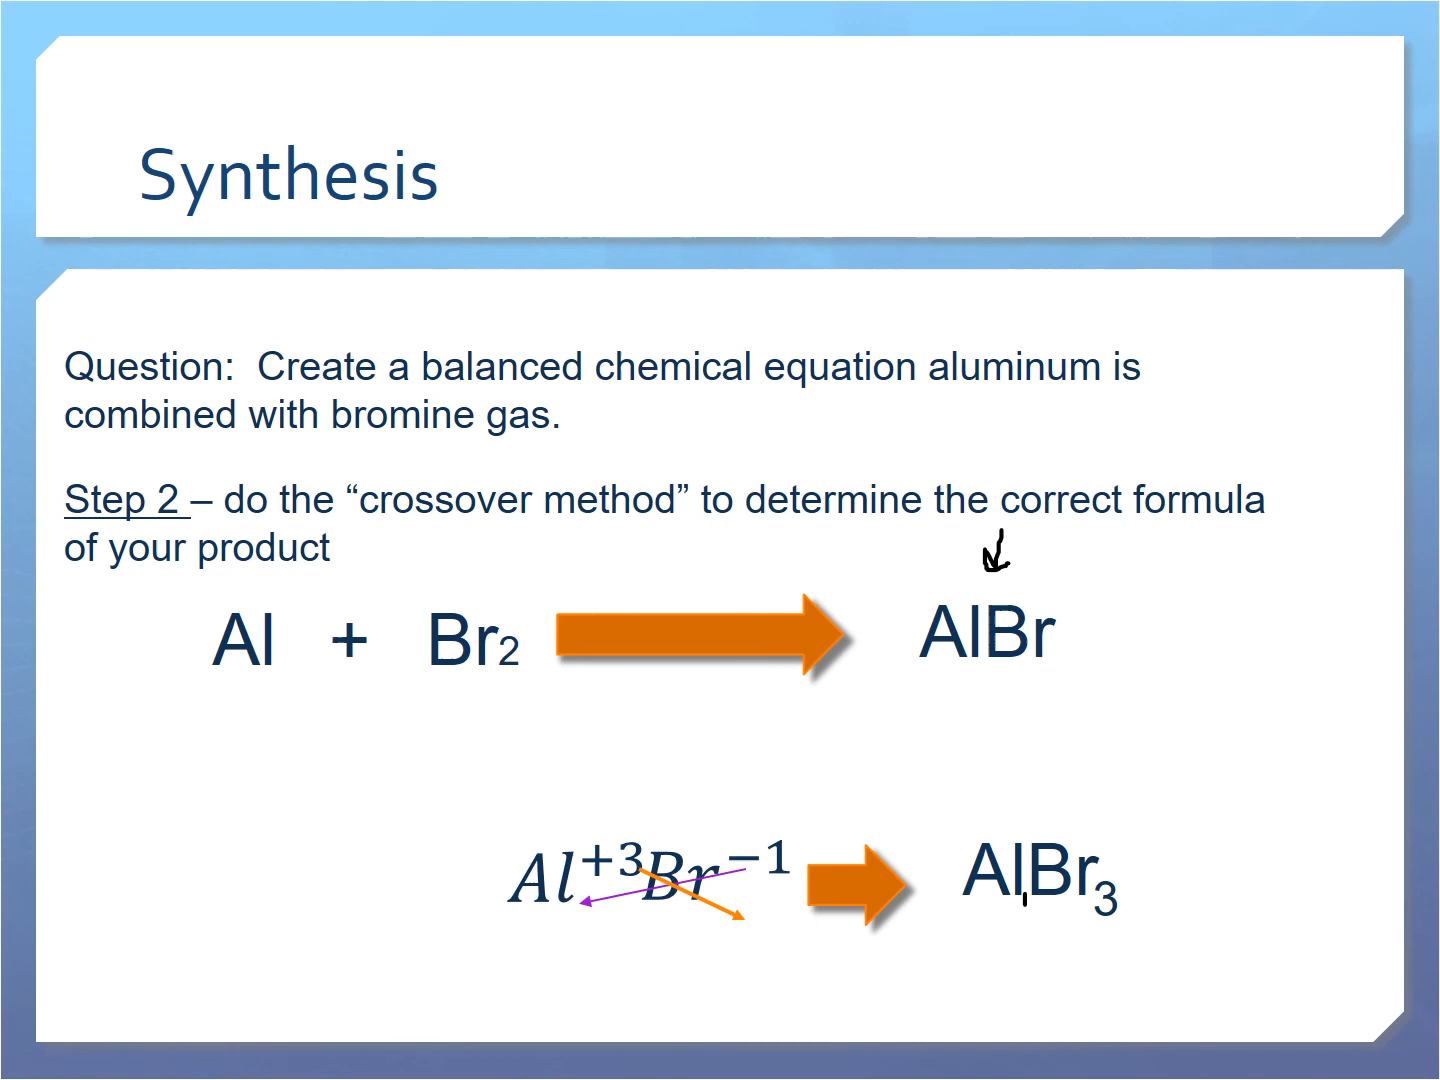 Synthesis
Question:  Create a balanced chemical equation aluminum is
combined with bromine gas.
Step 2 – do the “crossover method” to determine the correct formula
of your product
Al + Br₂ AlBr
Al⁺³Br⁻¹ Al₁Br₃